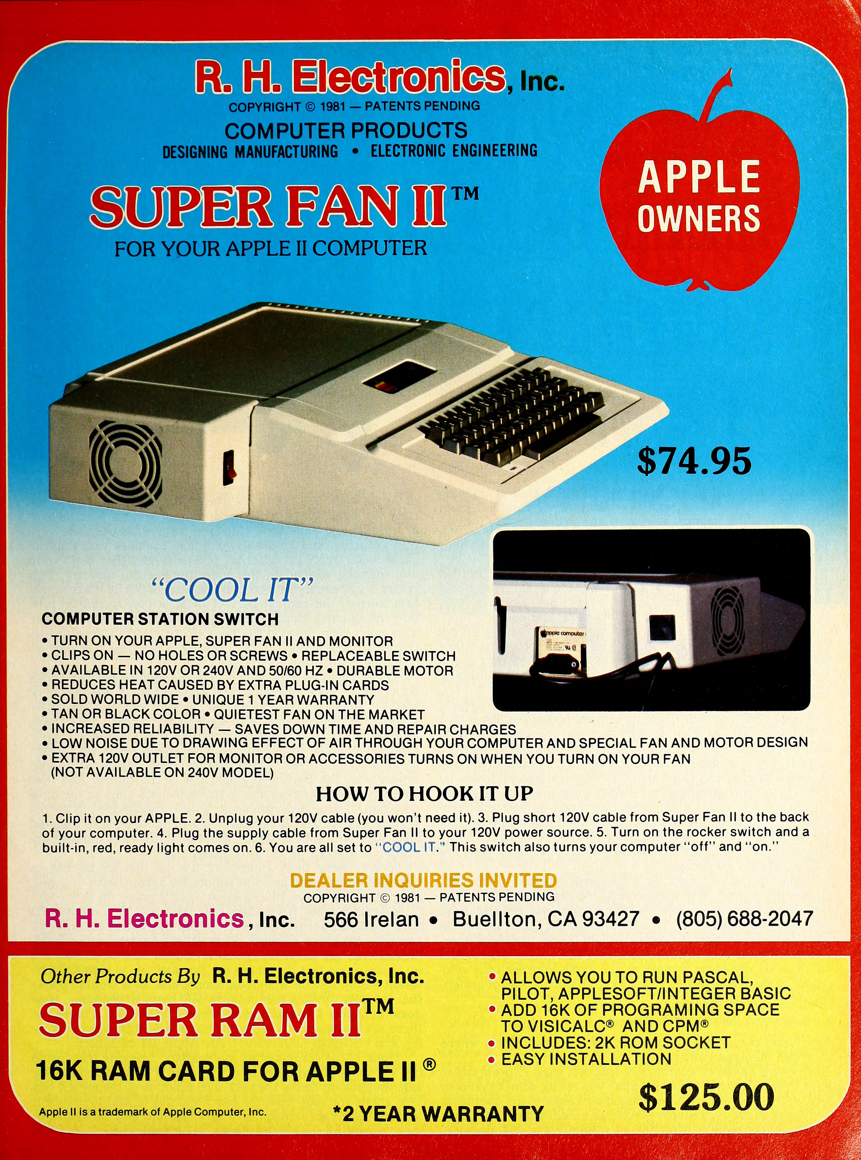 R. H. Electronics, Inc.
COPYRIGHT © 1981 — PATENTS PENDING
COMPUTER PRODUCTS
DESIGNING MANUFACTURING • ELECTRONIC ENGINEERING
APPLE
OWNERS
SUPER FAN II™
FOR YOUR APPLE II COMPUTER
$74.95
apple computer
"COOL IT"
COMPUTER STATION SWITCH
• TURN ON YOUR APPLE, SUPER FAN II AND MONITOR
• CLIPS ON — NO HOLES OR SCREWS • REPLACEABLE SWITCH
• AVAILABLE IN 120V OR 240V AND 50/60 HZ • DURABLE MOTOR
• REDUCES HEAT CAUSED BY EXTRA PLUG-IN CARDS
• SOLD WORLD WIDE • UNIQUE 1 YEAR WARRANTY
• TAN OR BLACK COLOR • QUIETEST FAN ON THE MARKET
• INCREASED RELIABILITY — SAVES DOWN TIME AND REPAIR CHARGES
• LOW NOISE DUE TO DRAWING EFFECT OF AIR THROUGH YOUR COMPUTER AND SPECIAL FAN AND MOTOR DESIGN
• EXTRA 120V OUTLET FOR MONITOR OR ACCESSORIES TURNS ON WHEN YOU TURN ON YOUR FAN
(NOT AVAILABLE ON 240V MODEL)
HOW TO HOOK IT UP
1. Clip it on your APPLE. 2. Unplug your 120V cable (you won't need it). 3. Plug short 120V cable from Super Fan II to the back
of your computer. 4. Plug the supply cable from Super Fan II to your 120V power source. 5. Turn on the rocker switch and a
built-in, red, ready light comes on. 6. You are all set to "COOL IT." This switch also turns your computer "off" and "on."
DEALER INQUIRIES INVITED
COPYRIGHT © 1981 — PATENTS PENDING
R. H. Electronics, Inc. 566 Irelan • Buellton, CA 93427 • (805) 688-2047
Other Products By R. H. Electronics, Inc.
SUPER RAM II™
16K RAM CARD FOR APPLE II ®
Apple II is a trademark of Apple Computer, Inc.
*2 YEAR WARRANTY
• ALLOWS YOU TO RUN PASCAL,
PILOT, APPLESOFT/INTEGER BASIC
• ADD 16K OF PROGRAMING SPACE
TO VISICALC® AND CPM®
• INCLUDES: 2K ROM SOCKET
• EASY INSTALLATION
$125.00